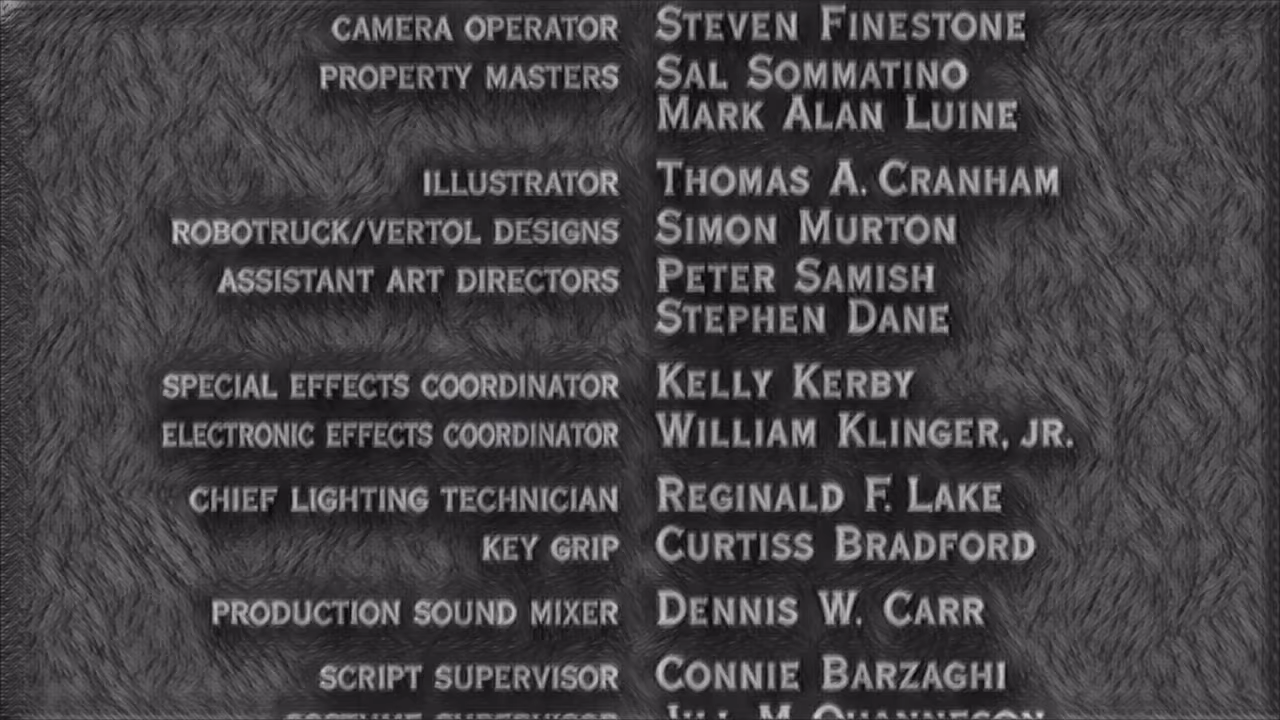 CAMERA OPERATOR STEVEN FINESTONE
PROPERTY MASTERS SAL SOMMATINO
MARK ALAN LUINE
ILLUSTRATOR THOMAS A. CRANHAM
ROBOTRUCK/VERTOL DESIGNS SIMON MURTON
ASSISTANT ART DIRECTORS PETER SAMISH
STEPHEN DANE
SPECIAL EFFECTS COORDINATOR KELLY KERBY
ELECTRONIC EFFECTS COORDINATOR WILLIAM KLINGER, JR.
CHIEF LIGHTING TECHNICIAN REGINALD F. LAKE
KEY GRIP CURTISS BRADFORD
PRODUCTION SOUND MIXER DENNIS W. CARR
SCRIPT SUPERVISOR CONNIE BARZAGHI